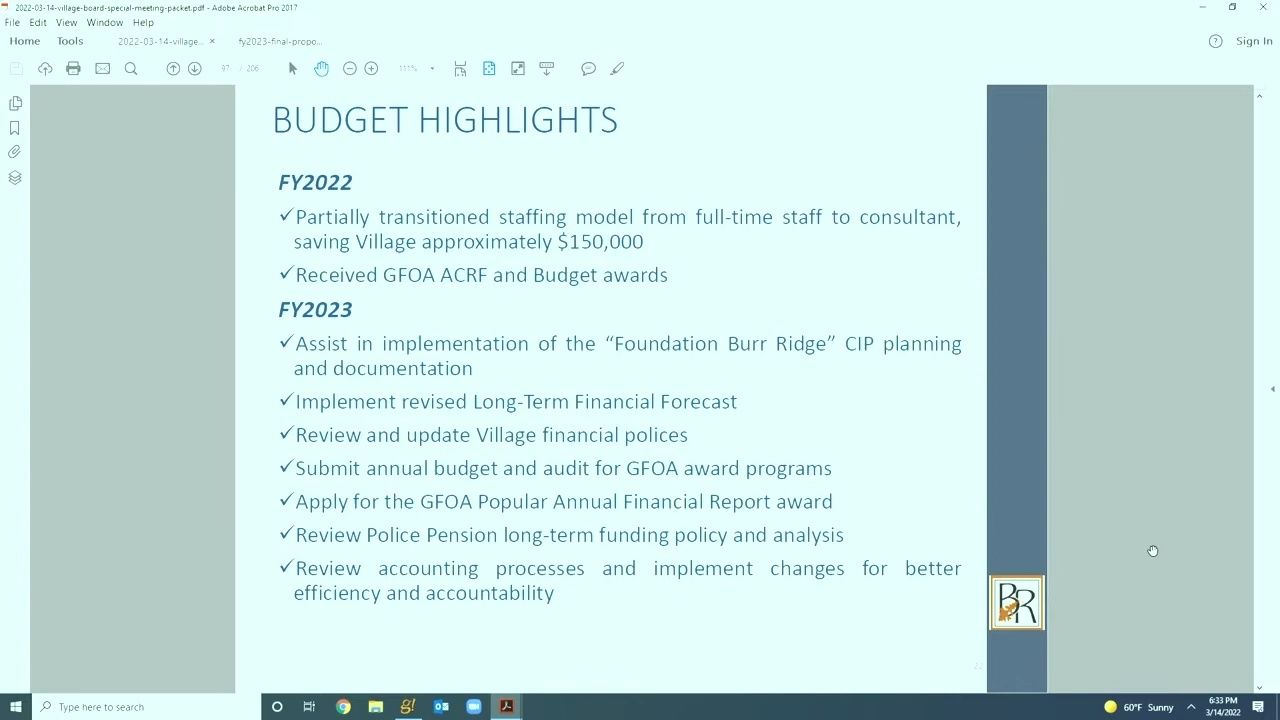 2022-03-14-village-board-special-meeting-packet.pdf - Adobe Acrobat Pro 2017
File Edit View Window Help
Home Tools 2022-03-14-village... × fy2023-final-propo... Sign In
97 / 206 111%
BUDGET HIGHLIGHTS
FY2022
✓Partially transitioned staffing model from full-time staff to consultant,
saving Village approximately $150,000
✓Received GFOA ACRF and Budget awards
FY2023
✓Assist in implementation of the “Foundation Burr Ridge” CIP planning
and documentation
✓Implement revised Long-Term Financial Forecast
✓Review and update Village financial polices
✓Submit annual budget and audit for GFOA award programs
✓Apply for the GFOA Popular Annual Financial Report award
✓Review Police Pension long-term funding policy and analysis
✓Review accounting processes and implement changes for better
efficiency and accountability
BR
22
Type here to search
60°F Sunny
6:33 PM
3/14/2022